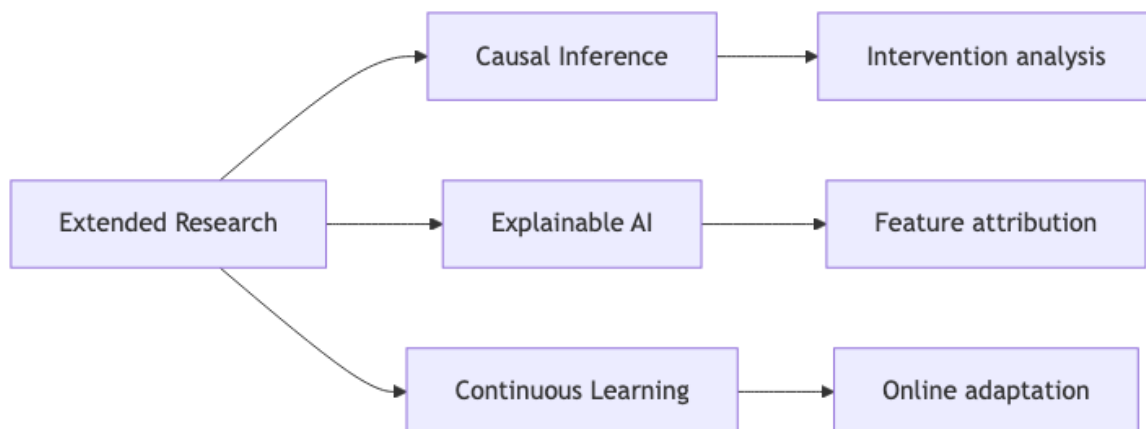 Causal Inference
Intervention analysis
Extended Research
Explainable AI
Feature attribution
Continuous Learning
Online adaptation